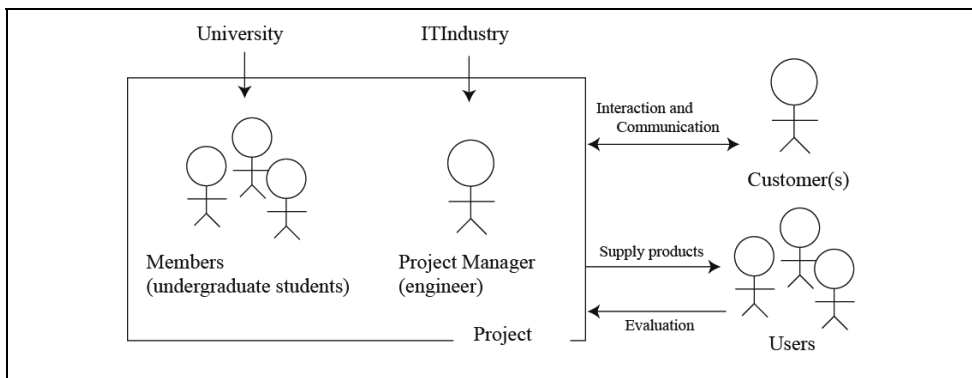 University
ITIndustry
Interaction and
Communication
Customer(s)
Members
(undergraduate students)
Project Manager
(engineer)
Supply products
Evaluation
Project
Users